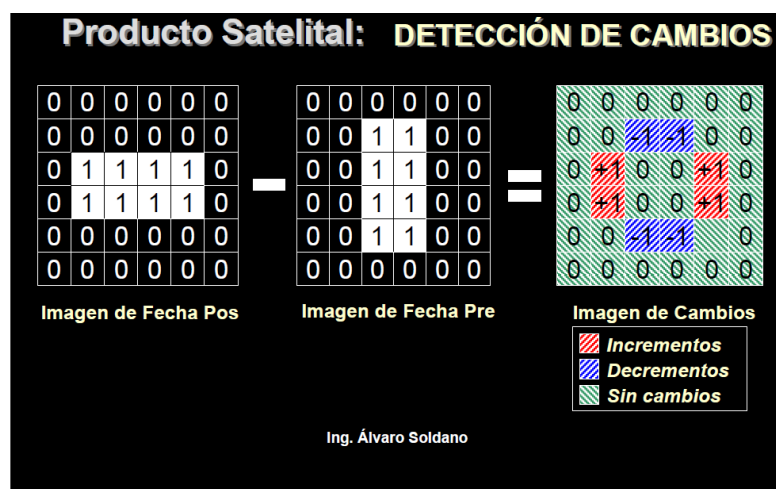 Producto Satelital: DETECCIÓN DE CAMBIOS
0 0 0 0 0 0 0 0 0 0 0 0 0 0 0 0 0 0
0 0 0 0 0 0 0 0 1 1 0 0 0 0 -1 -1 0 0
0 1 1 1 1 0 0 0 1 1 0 0 0 +1 0 0 +1 0
0 1 1 1 1 0 - 0 0 1 1 0 0 = 0 +1 0 0 +1 0
0 0 0 0 0 0 0 0 1 1 0 0 0 0 -1 -1 0
0 0 0 0 0 0 0 0 0 0 0 0 0 0 0 0 0 0
Imagen de Fecha Pos Imagen de Fecha Pre Imagen de Cambios
Incrementos
Decrementos
Sin cambios
Ing. Álvaro Soldano